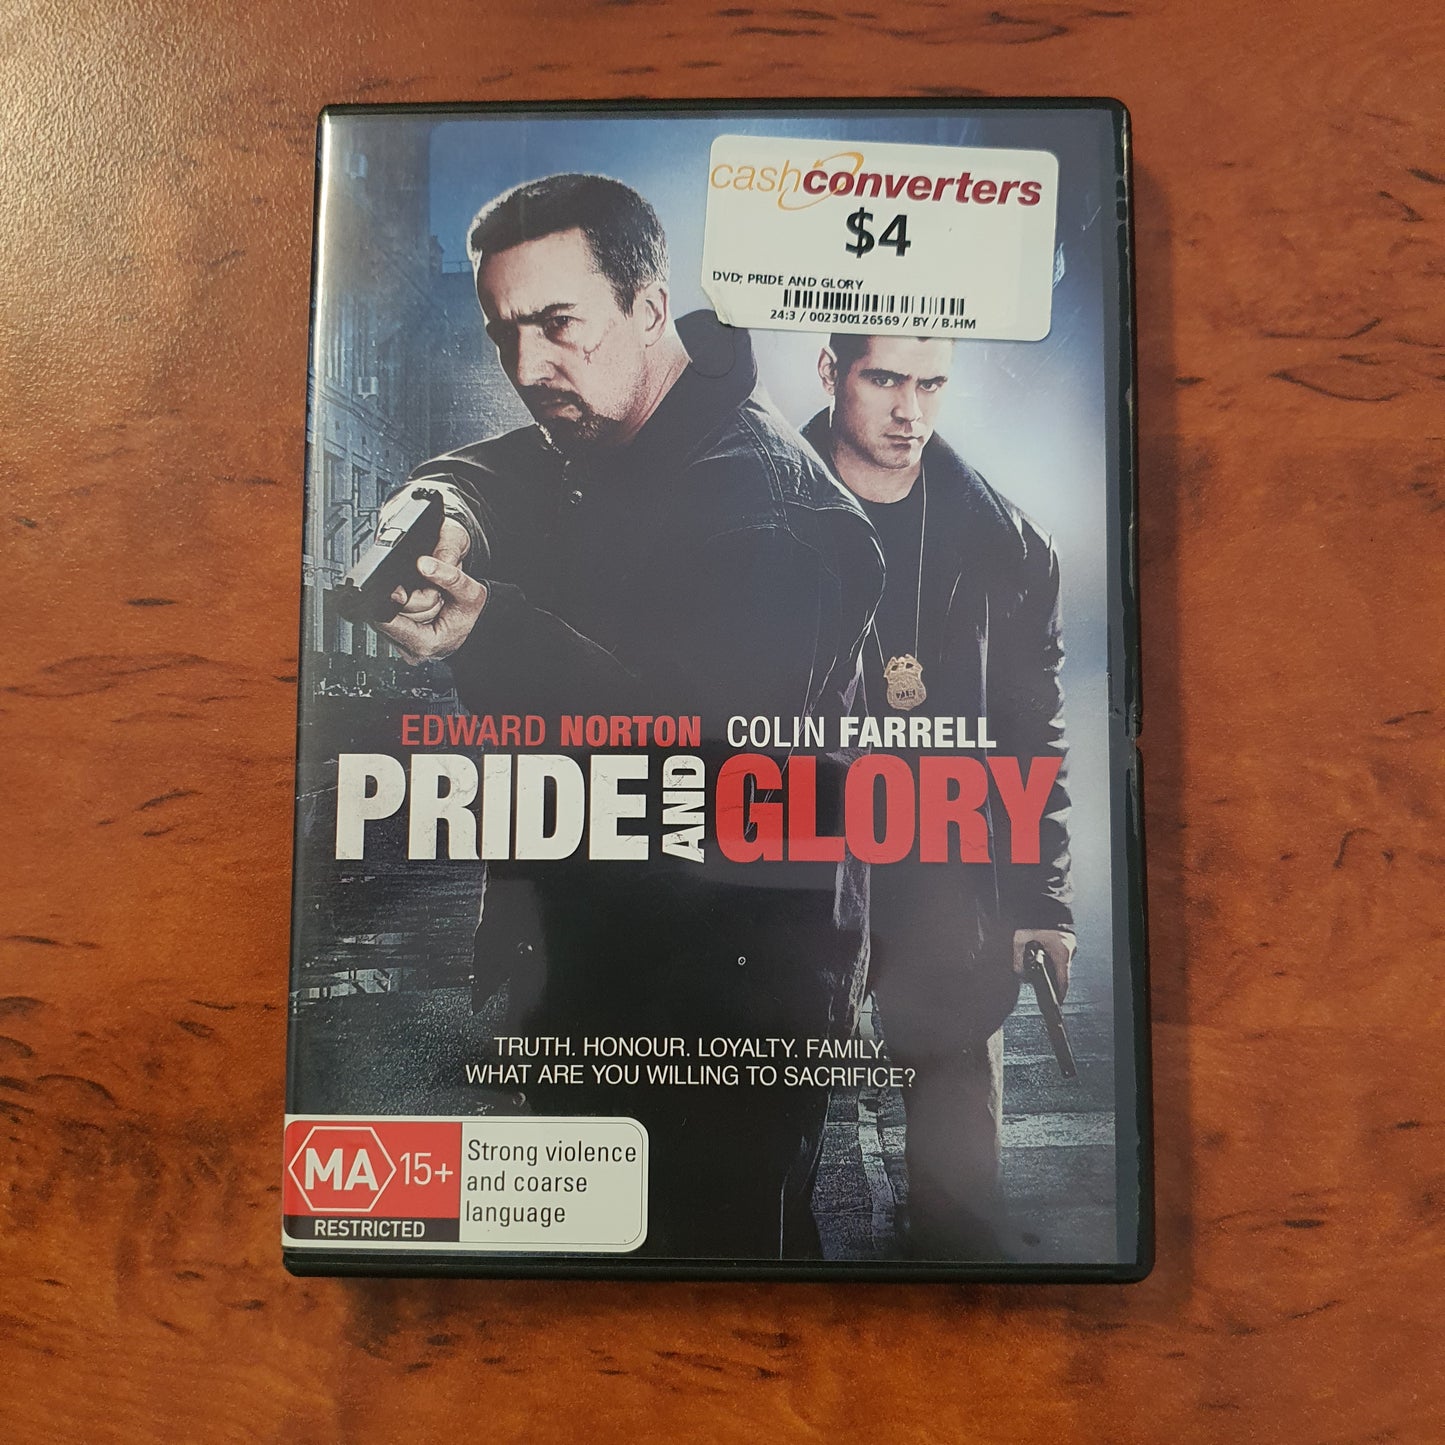 cashconverters
$4
DVD; PRIDE AND GLORY
24:3 / 002300126569 / BY / B.HM
EDWARD NORTON COLIN FARRELL
PRIDE AND GLORY
TRUTH. HONOUR. LOYALTY. FAMILY.
WHAT ARE YOU WILLING TO SACRIFICE?
MA 15+
RESTRICTED
Strong violence
and coarse
language